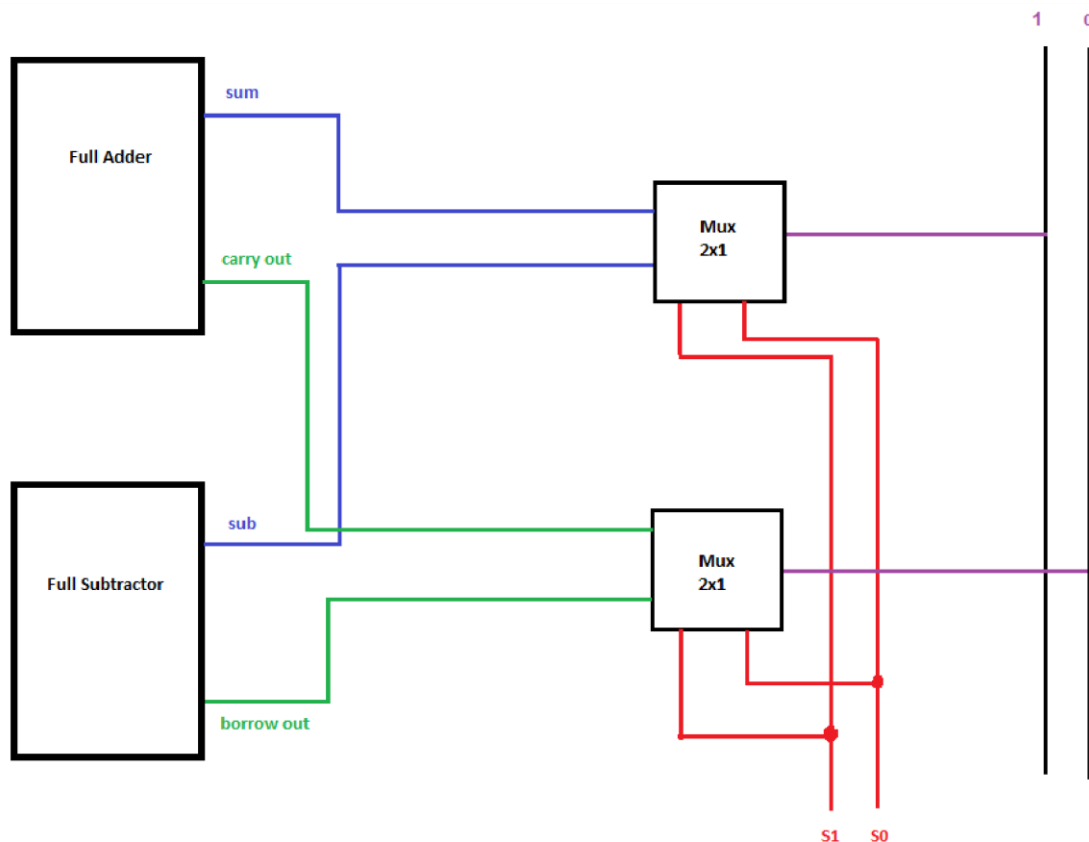 1
sum
Full Adder
Mux
2x1
carry out
sub
Mux
2x1
Full Subtractor
borrow out
S1
S0